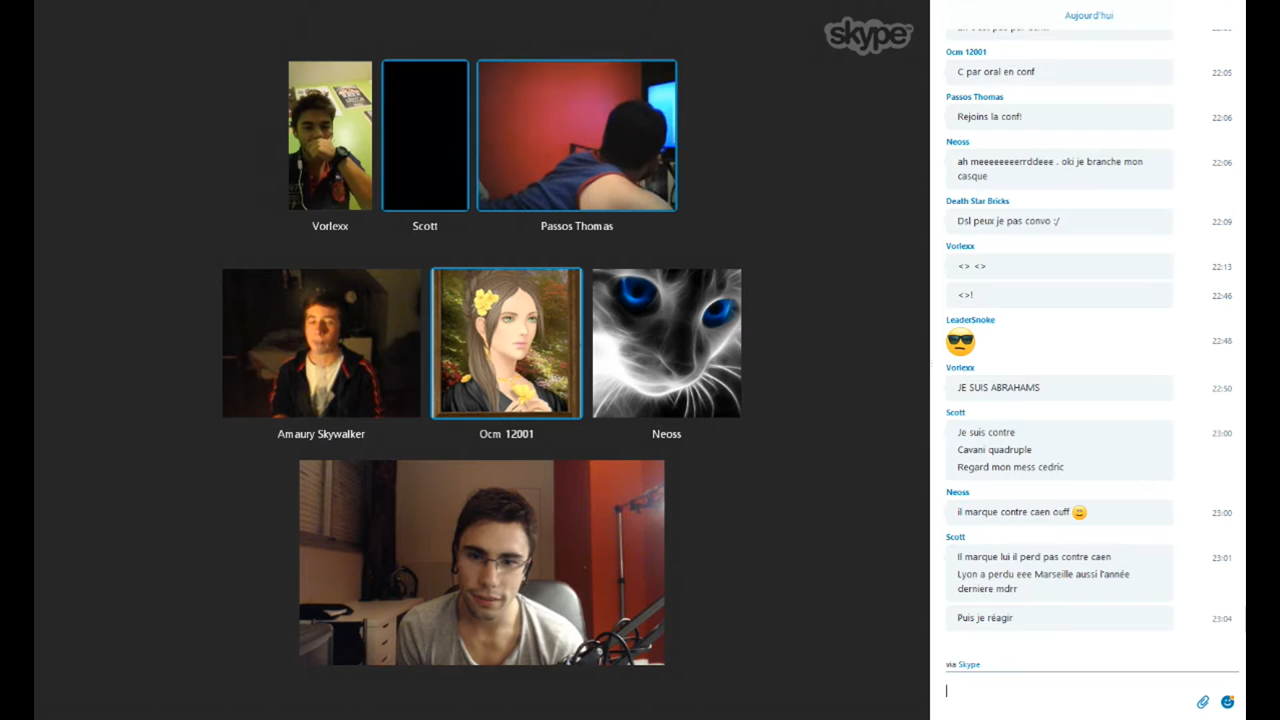 skype
Vorlexx
Scott
Passos Thomas
Amaury Skywalker
Ocm 12001
Neoss
Aujourd'hui
Ocm 12001
C par oral en conf
22:05
Passos Thomas
Rejoins la conf!
22:06
Neoss
ah meeeeeeerrddeee . oki je branche mon
22:06
casque
Death Star Bricks
Dsl peux je pas convo :/
22:09
Vorlexx
<> <>
22:13
<>!
22:46
LeaderSnoke
22:48
Vorlexx
JE SUIS ABRAHAMS
22:50
Scott
Je suis contre
23:00
Cavani quadruple
Regard mon mess cedric
Neoss
il marque contre caen ouff
23:00
Scott
Il marque lui il perd pas contre caen
23:01
Lyon a perdu eee Marseille aussi l'année
derniere mdrr
Puis je réagir
23:04
via Skype